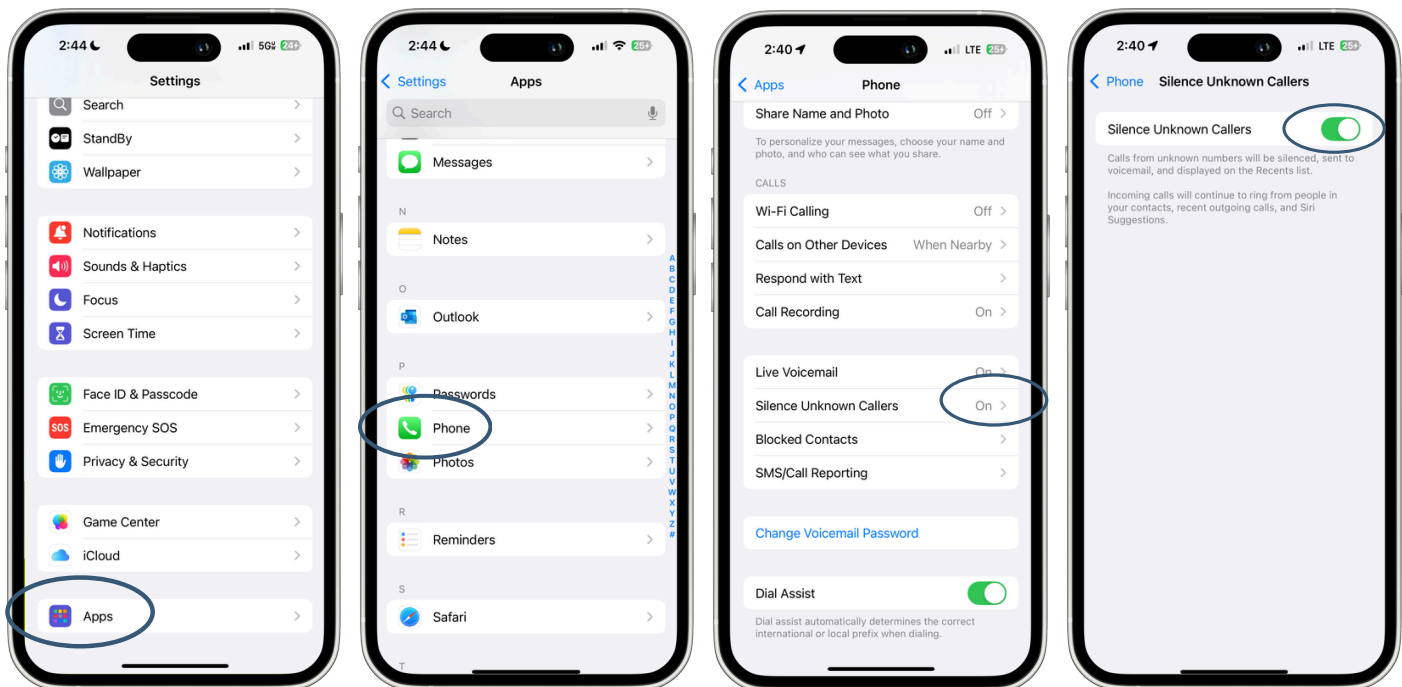 2:44
5G
24
Settings
Search
StandBy
Wallpaper
Notifications
Sounds & Haptics
Focus
Screen Time
Face ID & Passcode
SOS
Emergency SOS
Privacy & Security
Game Center
iCloud
Apps
2:44
25
Settings
Apps
Search
Messages
N
Notes
O
Outlook
P
Passwords
Phone
Photos
R
Reminders
S
Safari
T
A
B
C
D
E
F
G
H
I
J
K
L
M
N
O
P
Q
R
S
T
U
V
W
X
Y
Z
#
2:40
LTE
25
Apps
Phone
Share Name and Photo Off
To personalize your messages, choose your name and
photo, and who can see what you share.
CALLS
Wi-Fi Calling Off
Calls on Other Devices When Nearby
Respond with Text
Call Recording On
Live Voicemail On
Silence Unknown Callers On
Blocked Contacts
SMS/Call Reporting
Change Voicemail Password
Dial Assist
Dial assist automatically determines the correct
international or local prefix when dialing.
2:40
LTE
25
Phone
Silence Unknown Callers
Silence Unknown Callers
Calls from unknown numbers will be silenced, sent to
voicemail, and displayed on the Recents list.
Incoming calls will continue to ring from people in
your contacts, recent outgoing calls, and Siri
Suggestions.